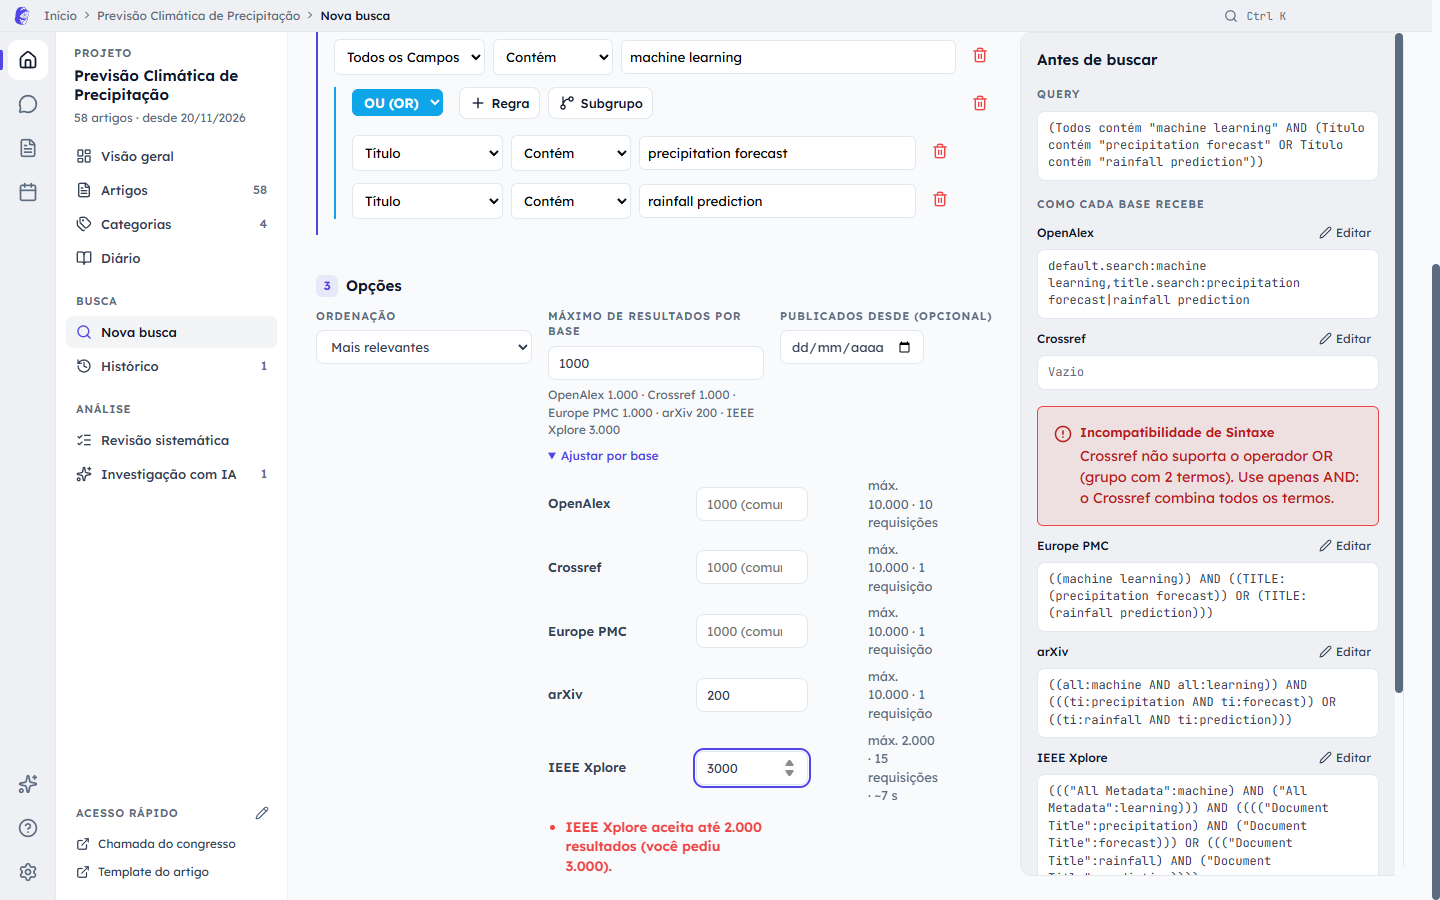 Início > Previsão Climática de Precipitação > Nova busca
Ctrl K
PROJETO
Previsão Climática de
Precipitação
58 artigos · desde 20/11/2026
Visão geral
Artigos 58
Categorias 4
Diário
BUSCA
Nova busca
Histórico 1
ANÁLISE
Revisão sistemática
Investigação com IA 1
ACESSO RÁPIDO
Chamada do congresso
Template do artigo
Todos os Campos Contém machine learning
OU (OR) Regra Subgrupo
Título Contém precipitation forecast
Título Contém rainfall prediction
3 Opções
ORDENAÇÃO
Mais relevantes
MÁXIMO DE RESULTADOS POR
BASE
1000
OpenAlex 1.000 · Crossref 1.000 ·
Europe PMC 1.000 · arXiv 200 · IEEE
Xplore 3.000
PUBLICADOS DESDE (OPCIONAL)
dd/mm/aaaa
▼ Ajustar por base
OpenAlex 1000 (comu máx.
10.000 · 10
requisições
Crossref 1000 (comu máx.
10.000 · 1
requisição
Europe PMC 1000 (comu máx.
10.000 · 1
requisição
arXiv 200 máx.
10.000 · 1
requisição
IEEE Xplore 3000 máx. 2.000
· 15
requisições
· ~7 s
• IEEE Xplore aceita até 2.000
resultados (você pediu
3.000).
Antes de buscar
QUERY
(Todos contém "machine learning" AND (Título
contém "precipitation forecast" OR Título
contém "rainfall prediction"))
COMO CADA BASE RECEBE
OpenAlex Editar
default.search:machine
learning,title.search:precipitation
forecast|rainfall prediction
Crossref Editar
Vazio
Incompatibilidade de Sintaxe
Crossref não suporta o operador OR
(grupo com 2 termos). Use apenas AND:
o Crossref combina todos os termos.
Europe PMC Editar
((machine learning)) AND ((TITLE:
(precipitation forecast)) OR (TITLE:
(rainfall prediction)))
arXiv Editar
((all:machine AND all:learning)) AND
(((ti:precipitation AND ti:forecast)) OR
((ti:rainfall AND ti:prediction)))
IEEE Xplore Editar
((("All Metadata":machine) AND ("All
Metadata":learning))) AND (((("Document
Title":precipitation) AND ("Document
Title":forecast))) OR ((("Document
Title":rainfall) AND ("Document